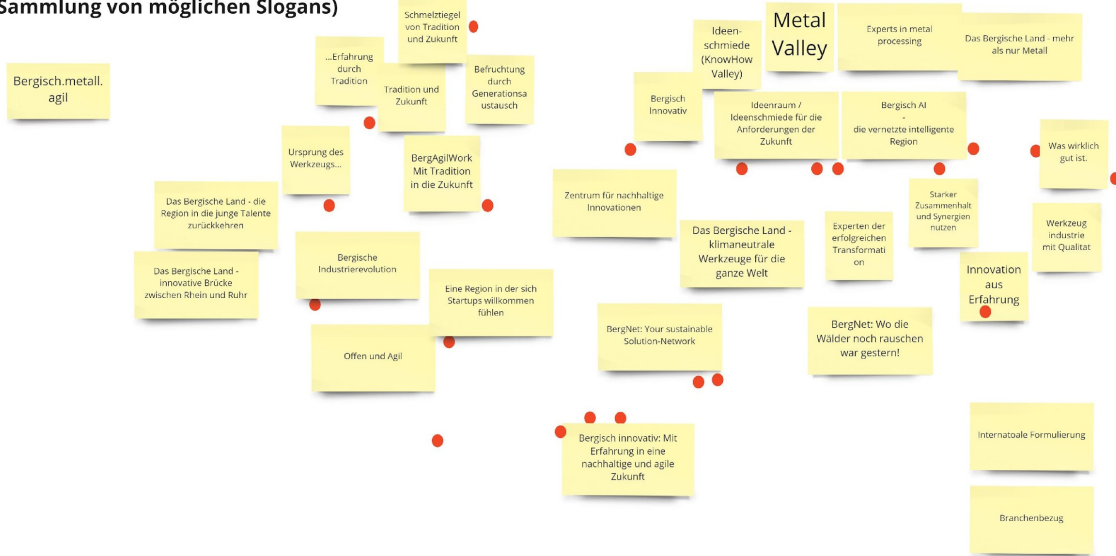 Sammlung von möglichen Slogans)
Bergisch.metall.
agil
...Erfahrung
durch
Tradition
Schmelztiegel
von Tradition
und Zukunft
Tradition und
Zukunft
Befruchtung
durch
Generationsa
ustausch
Ursprung des
Werkzeugs...
BergAgilWork
Mit Tradition
in die Zukunft
Das Bergische Land - die
Region in die junge Talente
zurückkehren
Das Bergische Land -
innovative Brücke
zwischen Rhein und Ruhr
Bergische
Industrierevolution
Eine Region in der sich
Startups willkommen
fühlen
Offen und Agil
Bergisch
Innovativ
Ideen-
schmiede
(KnowHow
Valley)
Metal
Valley
Experts in metal
processing
Das Bergische Land - mehr
als nur Metall
Ideenraum /
Ideenschmiede für die
Anforderungen der
Zukunft
Bergisch AI
-
die vernetzte intelligente
Region
Was wirklich
gut ist.
Zentrum für nachhaltige
Innovationen
Das Bergische Land -
klimaneutrale
Werkzeuge für die
ganze Welt
Experten der
erfolgreichen
Transformati
on
Starker
Zusammenhalt
und Synergien
nutzen
Werkzeug
industrie
mit Qualitat
Innovation
aus
Erfahrung
BergNet: Your sustainable
Solution-Network
BergNet: Wo die
Wälder noch rauschen
war gestern!
Bergisch innovativ: Mit
Erfahrung in eine
nachhaltige und agile
Zukunft
Internatoale Formulierung
Branchenbezug